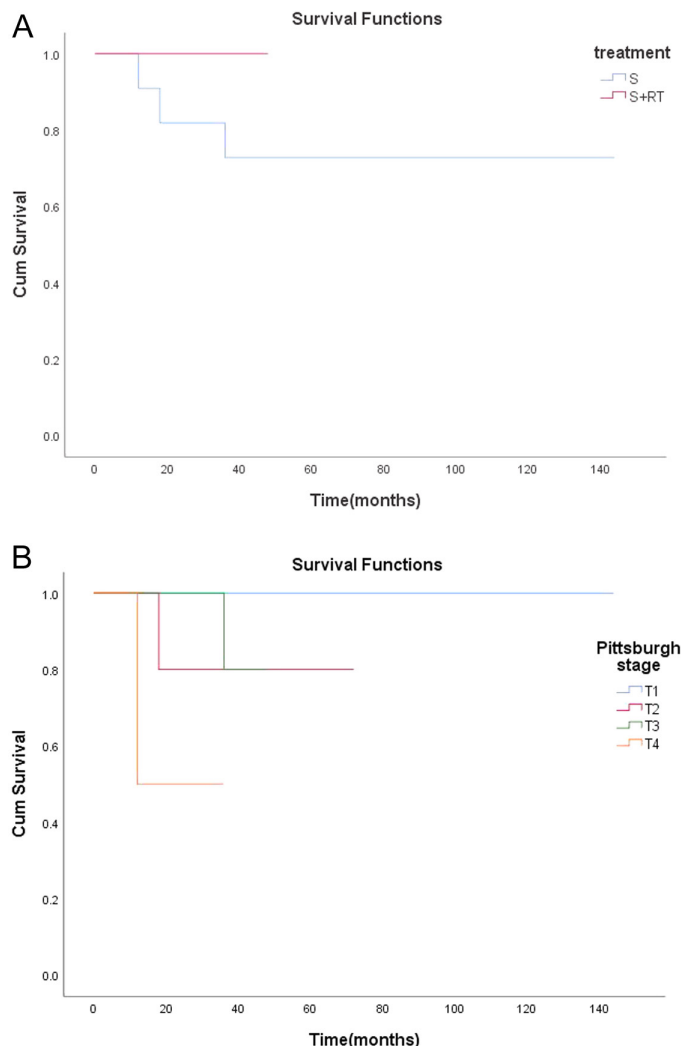 A
Survival Functions
treatment
S
S+RT
1.0
0.8
0.6
0.4
0.2
0.0
Cum Survival
0 20 40 60 80 100 120 140
Time(months)
B
Survival Functions
Pittsburgh
stage
T1
T2
T3
T4
1.0
0.8
0.6
0.4
0.2
0.0
Cum Survival
0 20 40 60 80 100 120 140
Time(months)